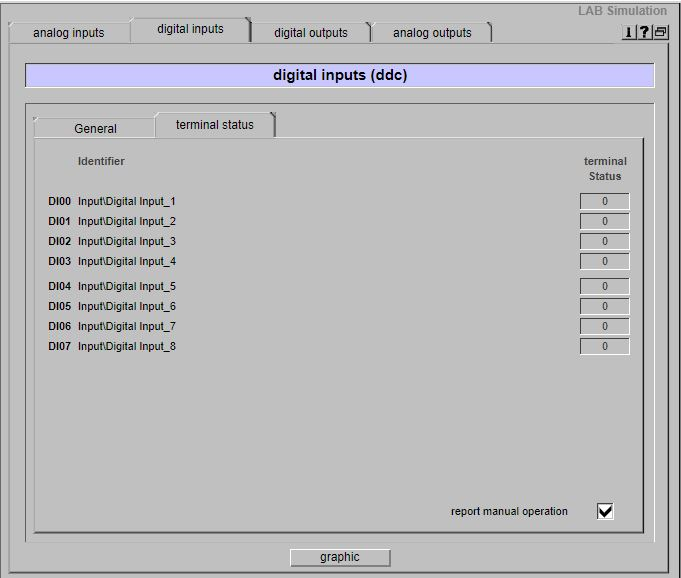 LAB Simulation
analog inputs digital inputs digital outputs analog outputs
i ?
digital inputs (ddc)
General terminal status
Identifier terminal
Status
DI00 Input\Digital Input_1 0
DI01 Input\Digital Input_2 0
DI02 Input\Digital Input_3 0
DI03 Input\Digital Input_4 0
DI04 Input\Digital Input_5 0
DI05 Input\Digital Input_6 0
DI06 Input\Digital Input_7 0
DI07 Input\Digital Input_8 0
report manual operation
graphic